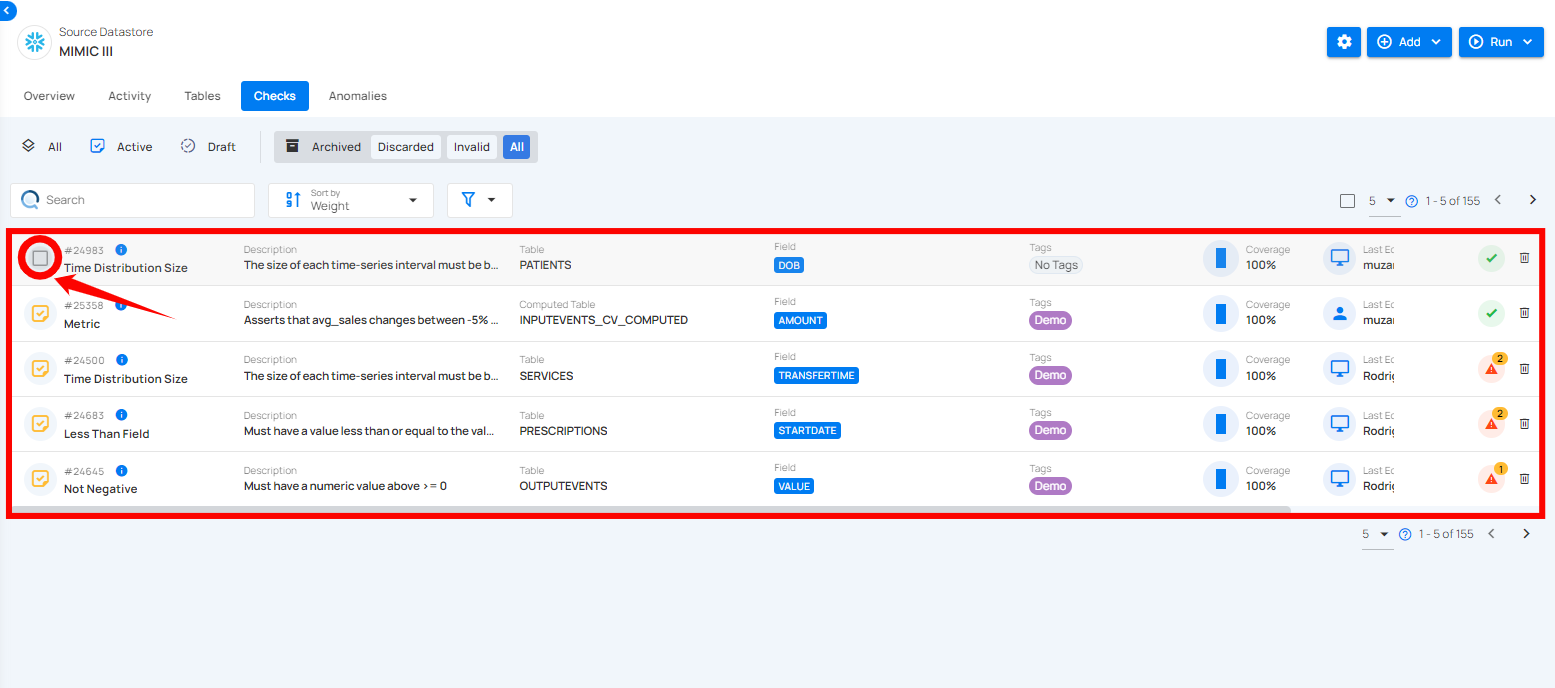 Source Datastore
MIMIC III
Add
Run
Overview Activity Tables Checks Anomalies
All Active Draft Archived Discarded Invalid All
Search
Sort by
Weight
5 1 - 5 of 155
#24983 Description Table Field Tags Coverage Last Ec
Time Distribution Size The size of each time-series interval must be b... PATIENTS DOB No Tags 100% muzar
#25358 Description Computed Table Field Tags Coverage Last Ec
Metric Asserts that avg_sales changes between -5% ... INPUTEVENTS_CV_COMPUTED AMOUNT Demo 100% muzar
#24500 Description Table Field Tags Coverage Last Ec 2
Time Distribution Size The size of each time-series interval must be b... SERVICES TRANSFERTIME Demo 100% Rodrig
#24683 Description Table Field Tags Coverage Last Ec 2
Less Than Field Must have a value less than or equal to the val... PRESCRIPTIONS STARTDATE Demo 100% Rodrig
#24645 Description Table Field Tags Coverage Last Ec 1
Not Negative Must have a numeric value above >= 0 OUTPUTEVENTS VALUE Demo 100% Rodrig
5 1 - 5 of 155